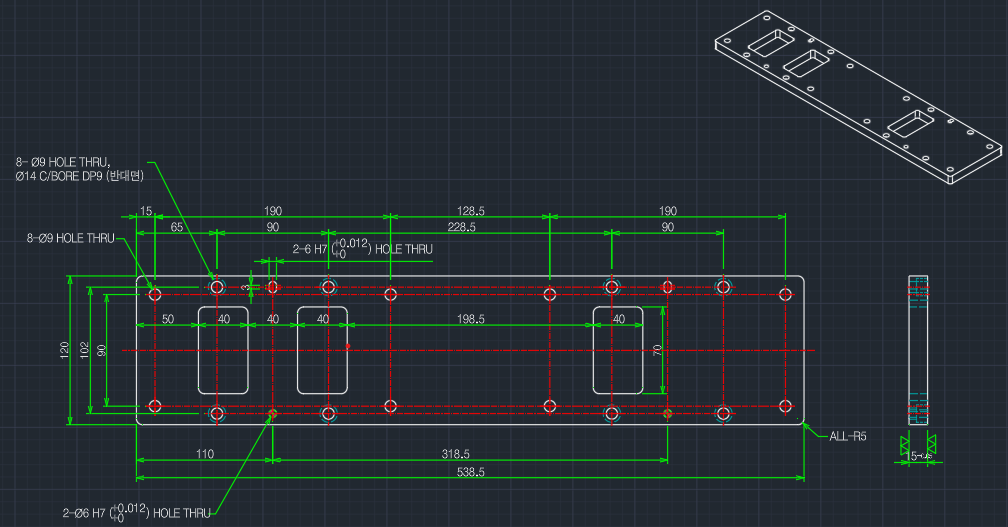 8- Ø9 HOLE THRU,
Ø14 C/BORE DP9 (반대면)
15
190
128.5
190
65
90
228.5
90
8-Ø9 HOLE THRU
2-6 H7 (+0.012
+0) HOLE THRU
3
50
40
40
40
198.5
40
120
102
90
70
ALL-R5
110
318.5
538.5
2-Ø6 H7 (+0.012
+0) HOLE THRU